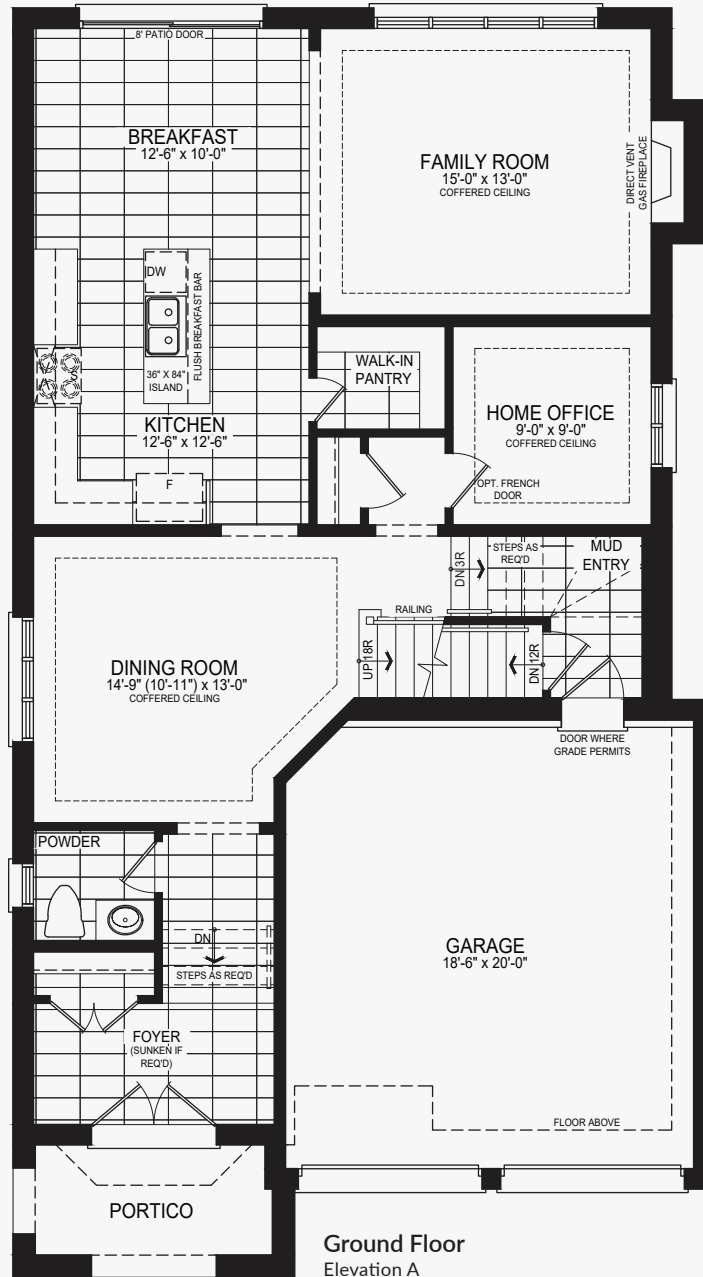 8' PATIO DOOR
BREAKFAST
12'-6" x 10'-0"
FAMILY ROOM
15'-0" x 13'-0"
COFFERED CEILING
DIRECT VENT
GAS FIREPLACE
DW
FLUSH BREAKFAST BAR
36" X 84"
ISLAND
S
WALK-IN
PANTRY
KITCHEN
12'-6" x 12'-6"
HOME OFFICE
9'-0" x 9'-0"
COFFERED CEILING
F
OPT. FRENCH
DOOR
DN 3R
STEPS AS
REQ'D
MUD
ENTRY
RAILING
UP 18R
DN 12R
DINING ROOM
14'-9" (10'-11") x 13'-0"
COFFERED CEILING
DOOR WHERE
GRADE PERMITS
POWDER
DN
STEPS AS REQ'D
GARAGE
18'-6" x 20'-0"
FOYER
(SUNKEN IF
REQ'D)
FLOOR ABOVE
PORTICO
Ground Floor
Elevation A